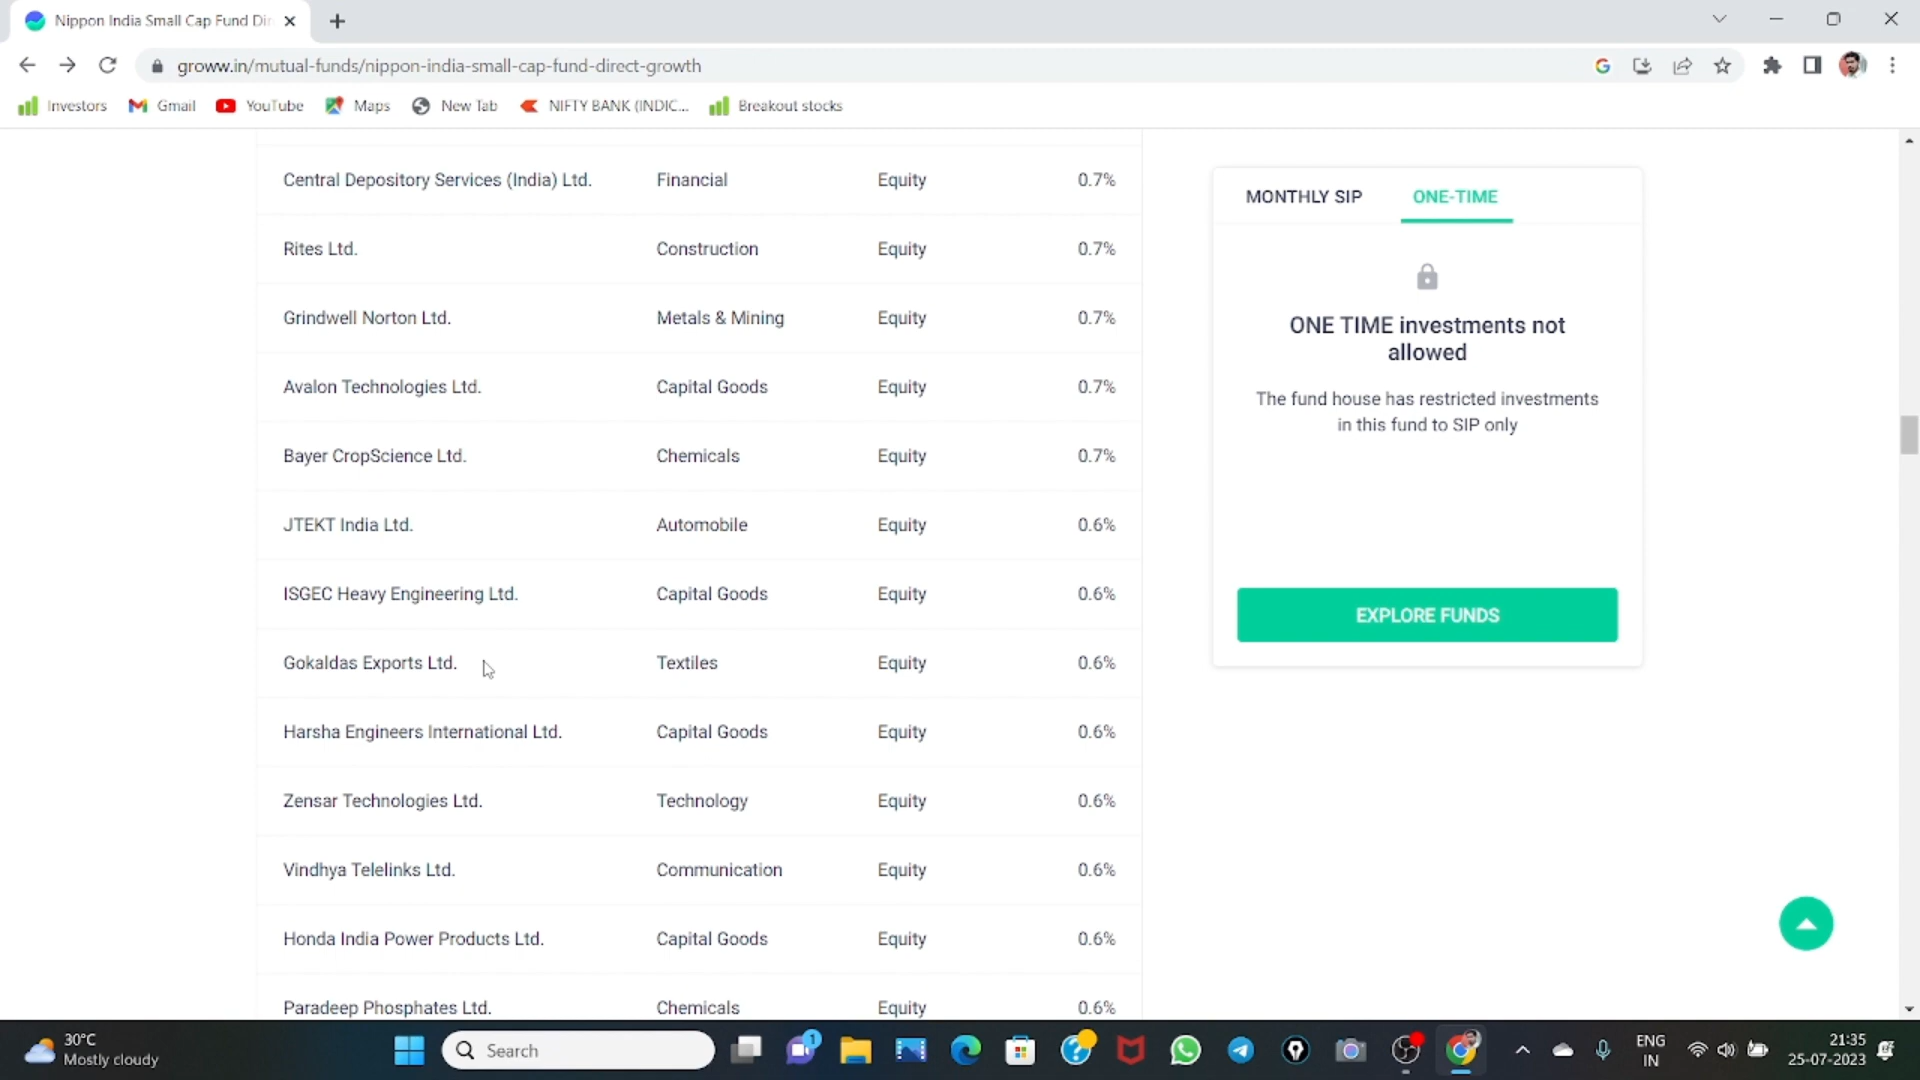 Nippon India Small Cap Fund Dir
groww.in/mutual-funds/nippon-india-small-cap-fund-direct-growth
Investors Gmail YouTube Maps New Tab NIFTY BANK (INDIC... Breakout stocks
Central Depository Services (India) Ltd. Financial Equity 0.7%
Rites Ltd. Construction Equity 0.7%
Grindwell Norton Ltd. Metals & Mining Equity 0.7%
Avalon Technologies Ltd. Capital Goods Equity 0.7%
Bayer CropScience Ltd. Chemicals Equity 0.7%
JTEKT India Ltd. Automobile Equity 0.6%
ISGEC Heavy Engineering Ltd. Capital Goods Equity 0.6%
Gokaldas Exports Ltd. Textiles Equity 0.6%
Harsha Engineers International Ltd. Capital Goods Equity 0.6%
Zensar Technologies Ltd. Technology Equity 0.6%
Vindhya Telelinks Ltd. Communication Equity 0.6%
Honda India Power Products Ltd. Capital Goods Equity 0.6%
Paradeep Phosphates Ltd. Chemicals Equity 0.6%
MONTHLY SIP ONE-TIME
ONE TIME investments not
allowed
The fund house has restricted investments
in this fund to SIP only
EXPLORE FUNDS
30°C
Mostly cloudy
Search
1
ENG
IN
21:35
25-07-2023